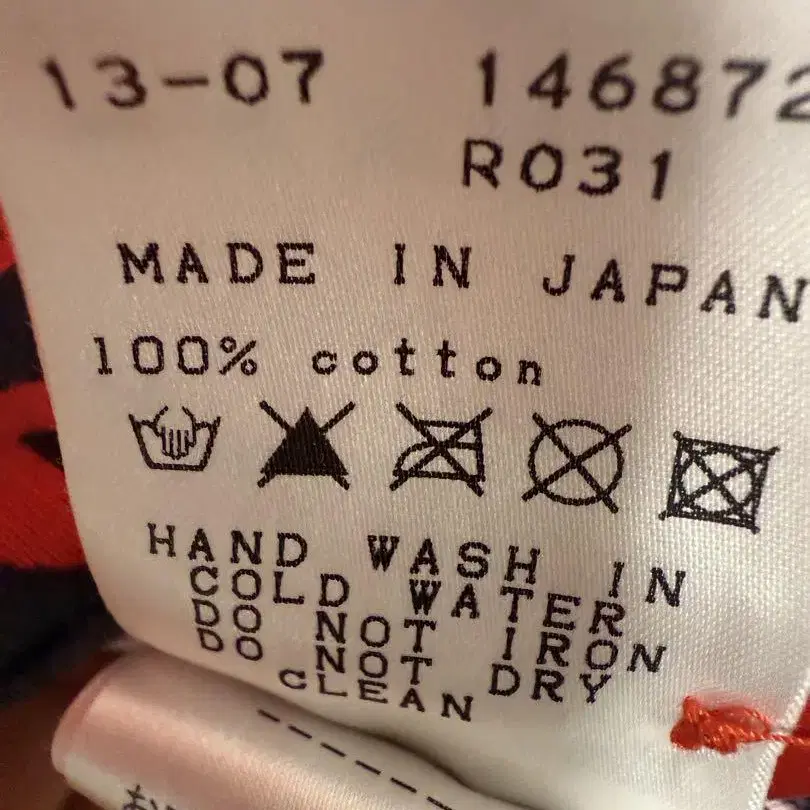 13-07 146872
R031
MADE IN JAPAN
100% cotton
HAND WASH IN
COLD WATER
DO NOT IRON
DO NOT DRY
CLEAN